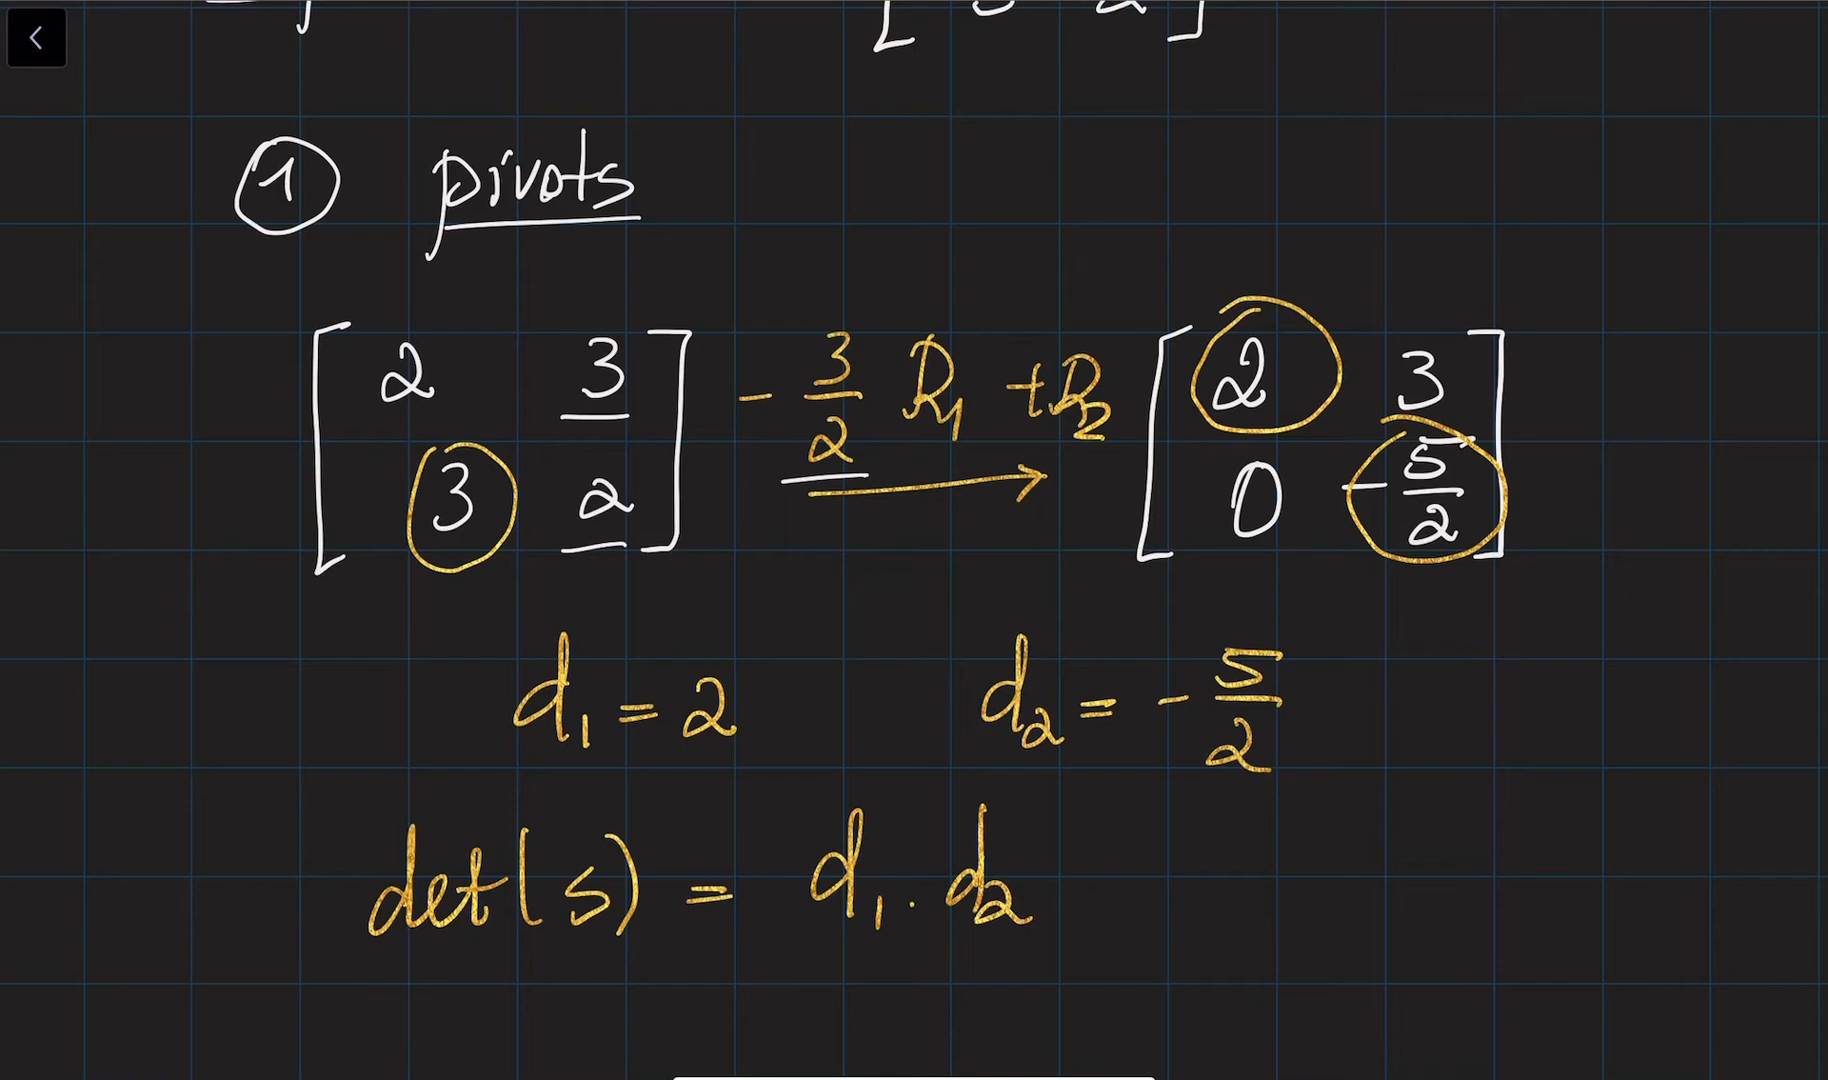 ① pivots
[2 3; 3 2] - 3/2 R₁ + R₂ → [2 3; 0 -5/2]
d₁ = 2 d₂ = - 5/2
det(s) = d₁ . d₂